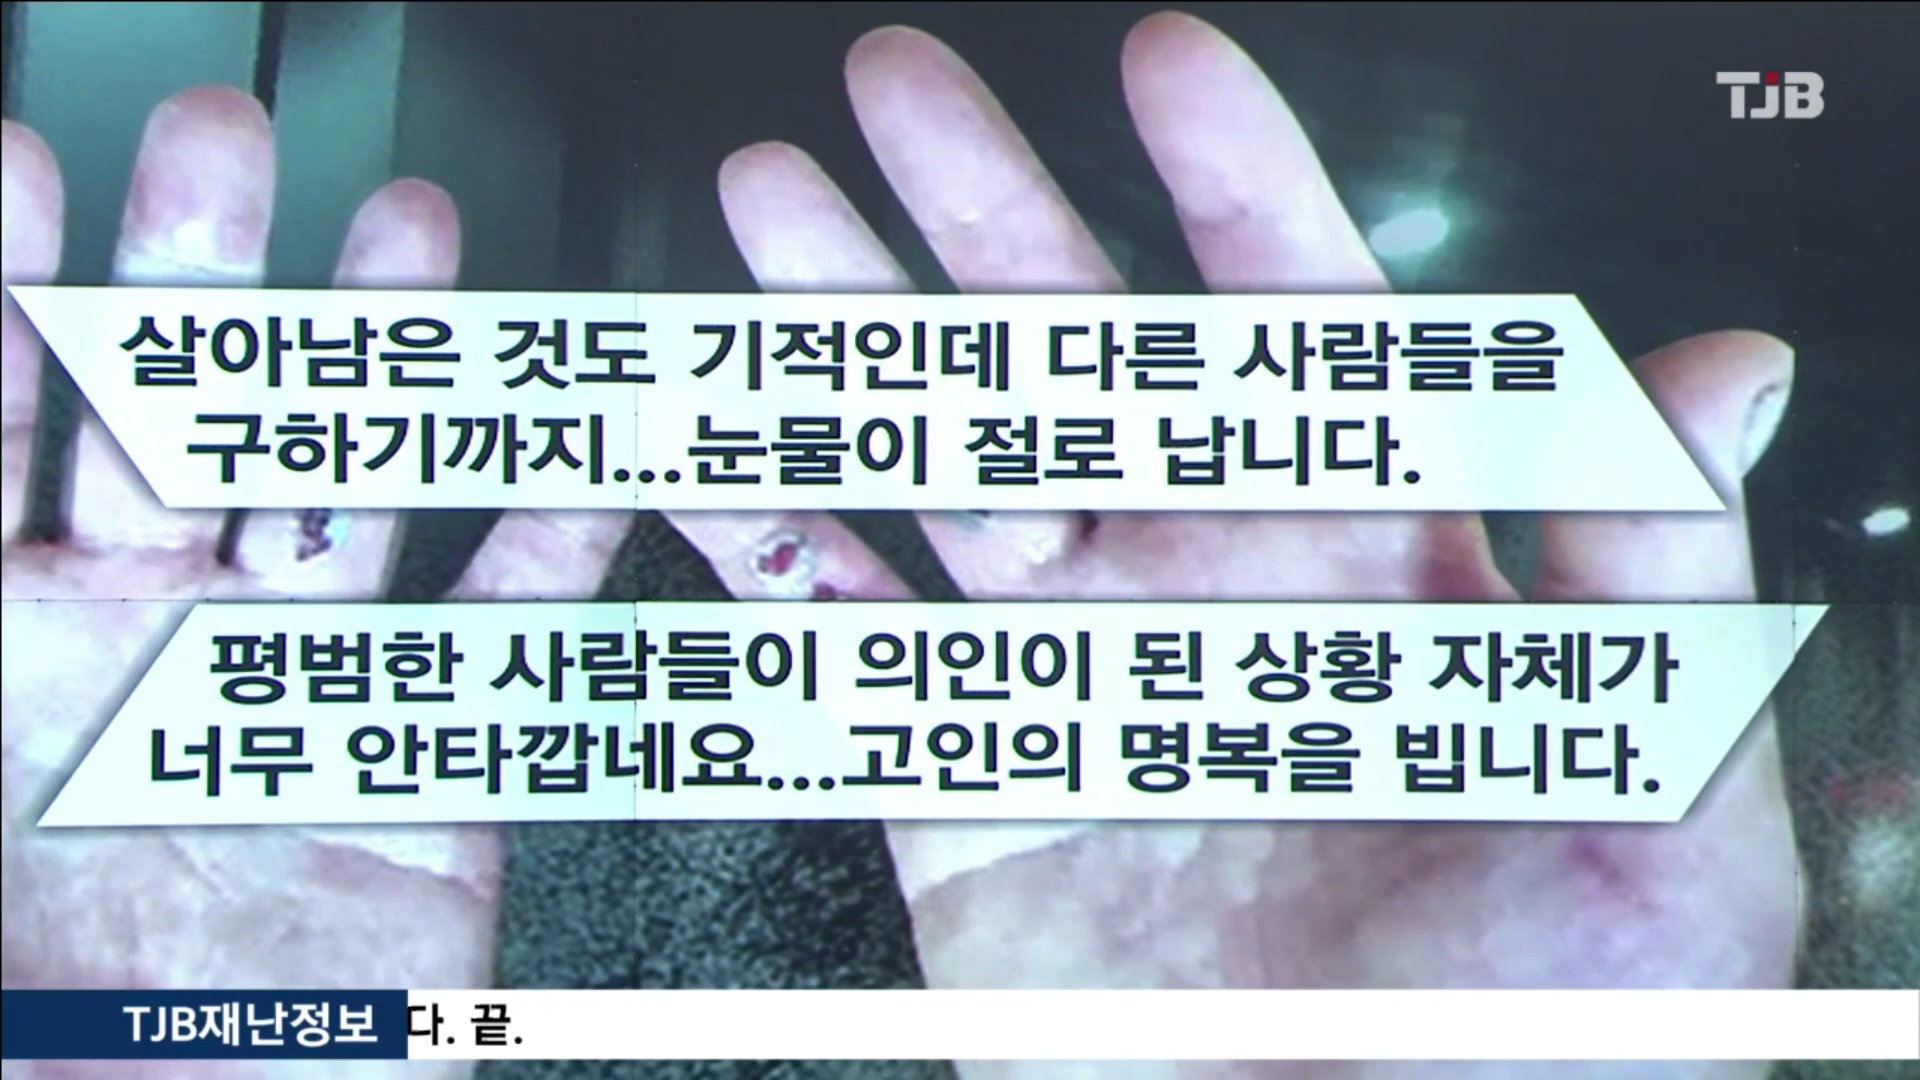 TJB
살아남은 것도 기적인데 다른 사람들을
구하기까지...눈물이 절로 납니다.
평범한 사람들이 의인이 된 상황 자체가
너무 안타깝네요...고인의 명복을 빕니다.
TJB재난정보 다. 끝.